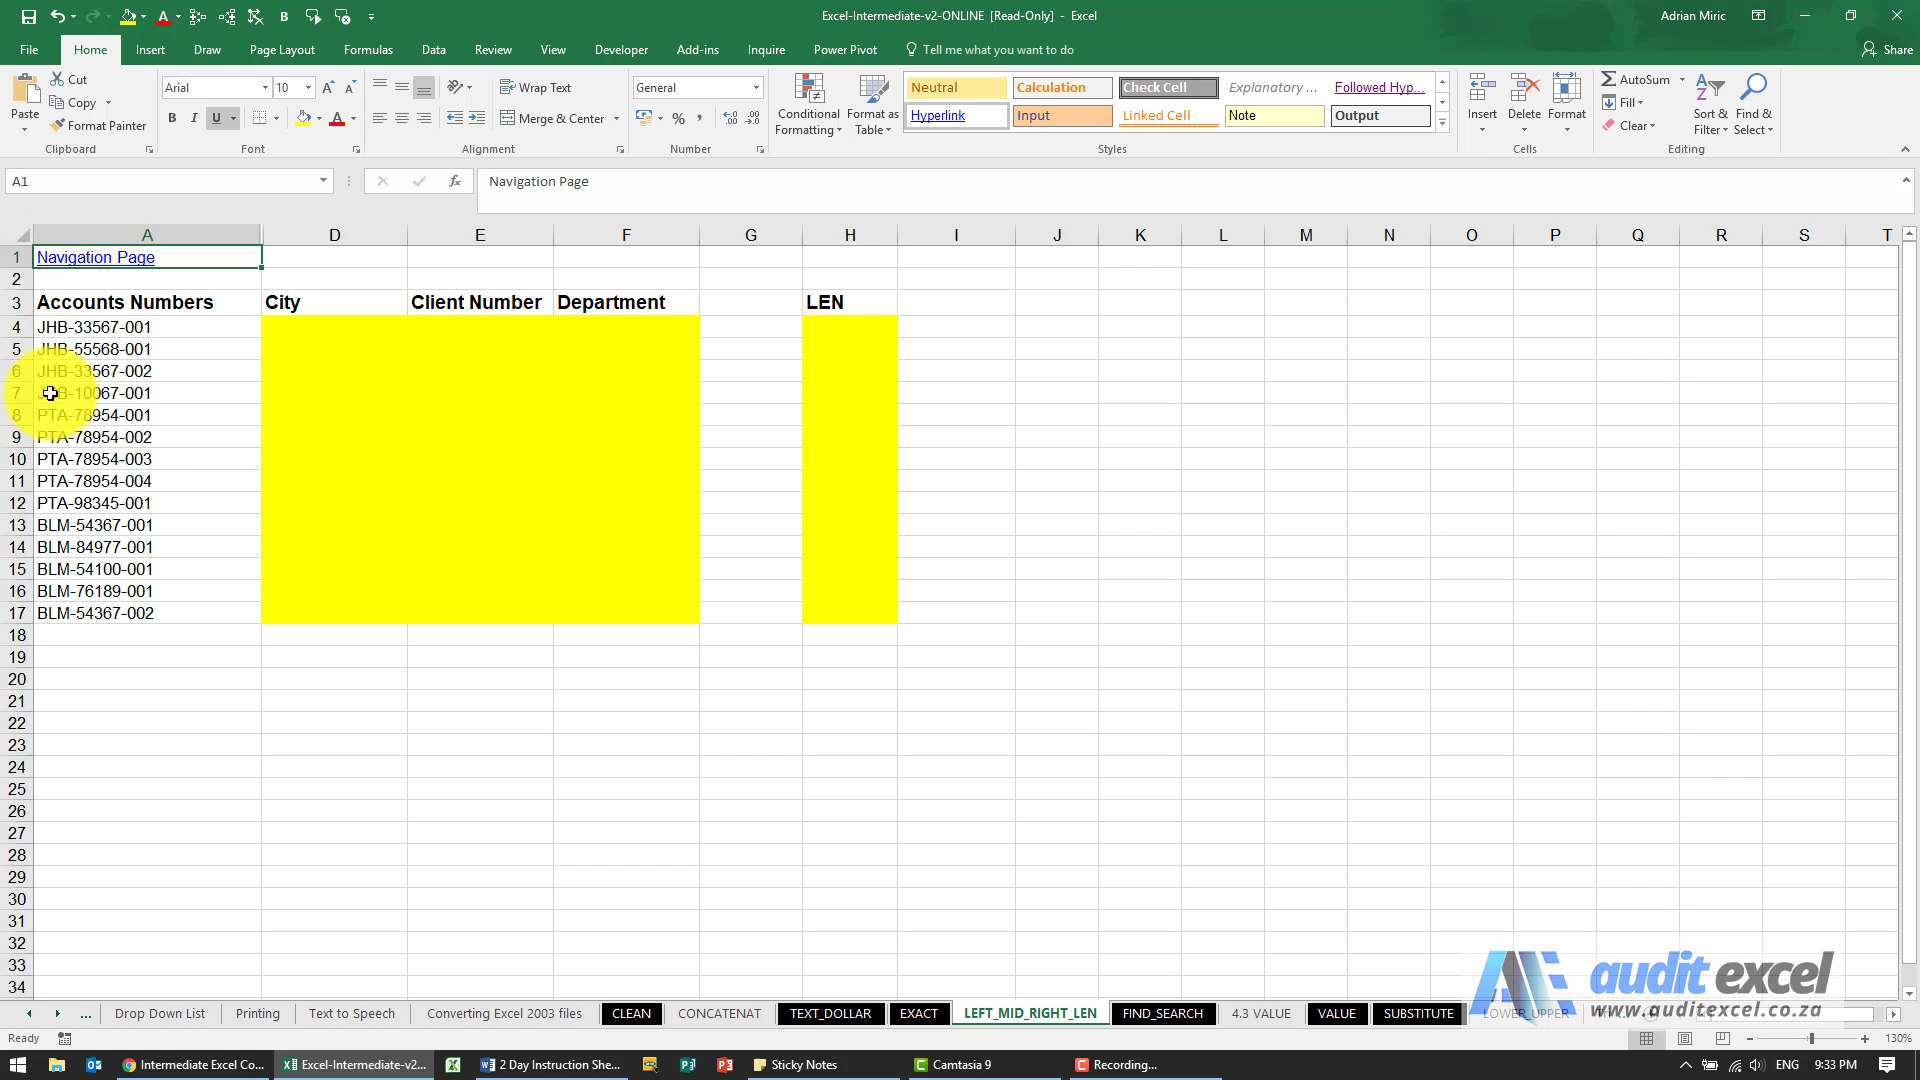 Excel-Intermediate-v2-ONLINE [Read-Only] - Excel
Adrian Miric
File Home Insert Draw Page Layout Formulas Data Review View Developer Add-ins Inquire Power Pivot Tell me what you want to do Share
Paste
Cut
Copy
Format Painter
Clipboard
Arial 10
B I U
Font
Wrap Text
Merge & Center
Alignment
General
%
Number
Conditional Formatting
Format as Table
Neutral Calculation Check Cell Explanatory ... Followed Hyp...
Hyperlink Input Linked Cell Note Output
Styles
Insert Delete Format
Cells
AutoSum
Fill
Clear
Sort & Filter
Find & Select
Editing
A1 fx Navigation Page
A D E F G H I J K L M N O P Q R S T
1 Navigation Page
2
3 Accounts Numbers City Client Number Department LEN
4 JHB-33567-001
5 JHB-55568-001
6 JHB-33567-002
7 JHB-10067-001
8 PTA-78954-001
9 PTA-78954-002
10 PTA-78954-003
11 PTA-78954-004
12 PTA-98345-001
13 BLM-54367-001
14 BLM-84977-001
15 BLM-54100-001
16 BLM-76189-001
17 BLM-54367-002
18
19
20
21
22
23
24
25
26
27
28
29
30
31
32
33
34
audit excel
www.auditexcel.co.za
... Drop Down List Printing Text to Speech Converting Excel 2003 files CLEAN CONCATENAT TEXT_DOLLAR EXACT LEFT_MID_RIGHT_LEN FIND_SEARCH 4.3 VALUE VALUE SUBSTITUTE LOWER_UPPER
Ready 130%
Intermediate Excel Co... Excel-Intermediate-v2... 2 Day Instruction She... Sticky Notes Camtasia 9 Recording... ENG 9:33 PM